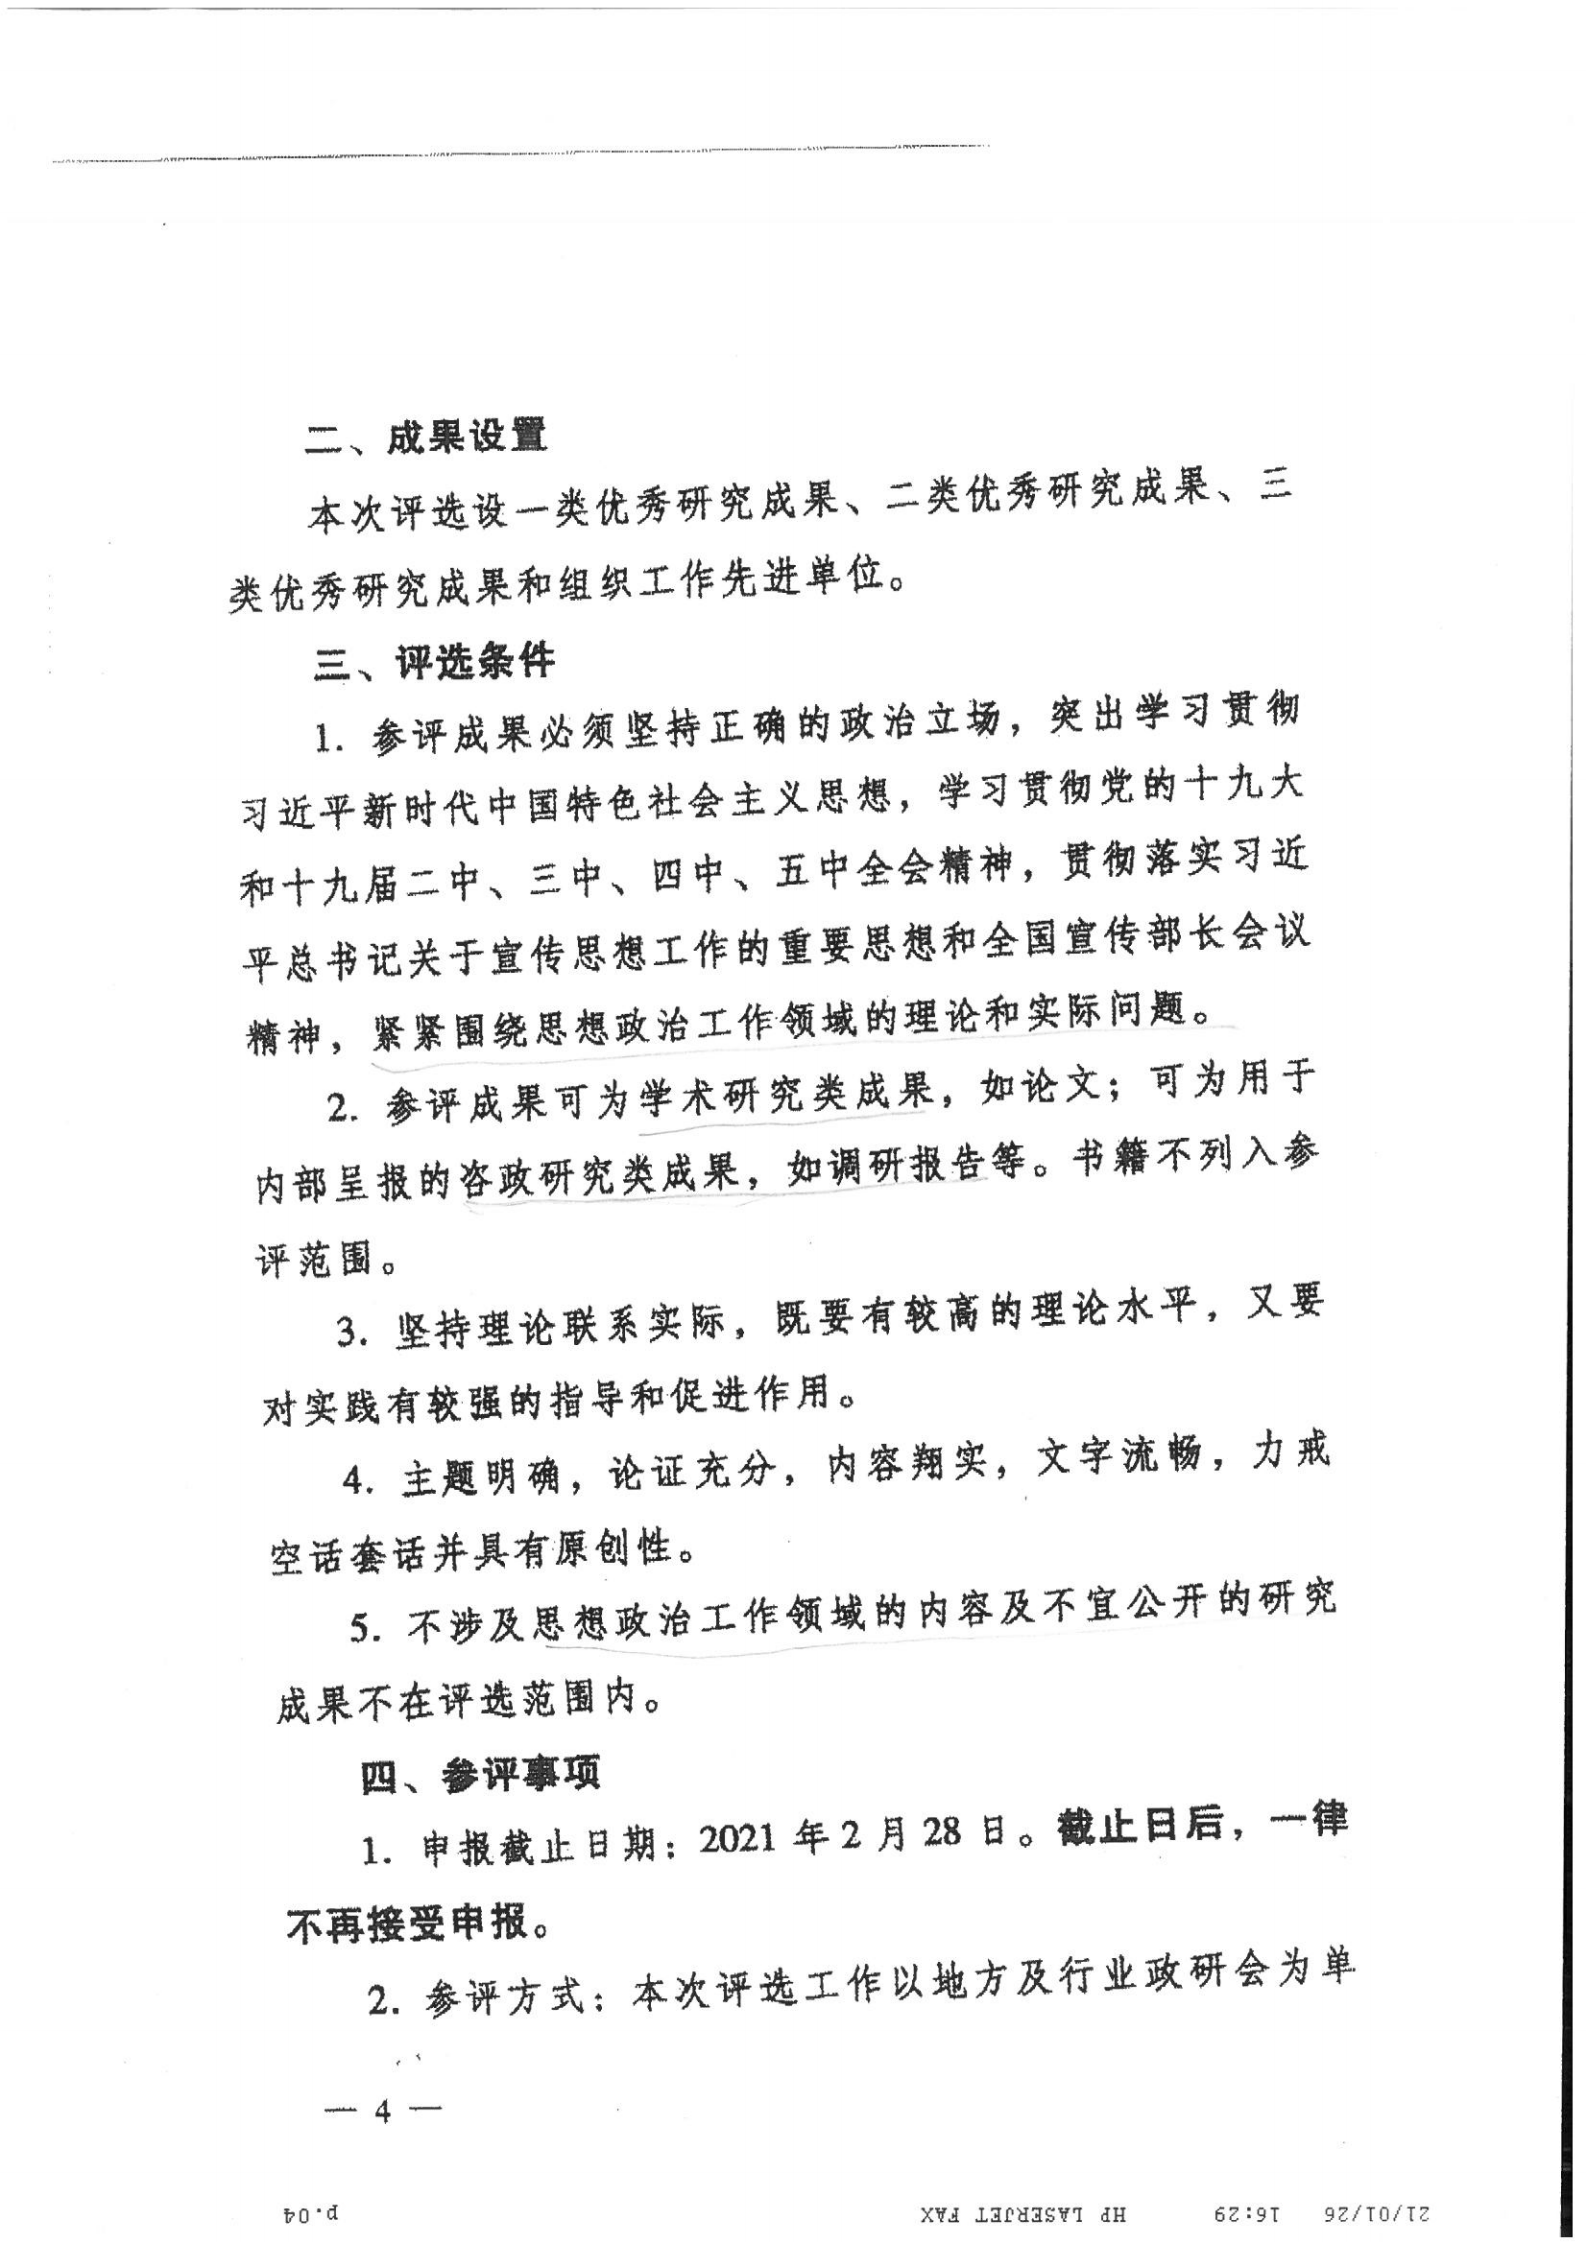 二、成果设置
本次评选设一类优秀研究成果、二类优秀研究成果、三
类优秀研究成果和组织工作先进单位。
三、评选条件
1. 参评成果必须坚持正确的政治立场，突出学习贯彻
习近平新时代中国特色社会主义思想，学习贯彻党的十九大
和十九届二中、三中、四中、五中全会精神，贯彻落实习近
平总书记关于宣传思想工作的重要思想和全国宣传部长会议
精神，紧紧围绕思想政治工作领域的理论和实际问题。
2. 参评成果可为学术研究类成果，如论文；可为用于
内部呈报的咨政研究类成果，如调研报告等。书籍不列入参
评范围。
3. 坚持理论联系实际，既要有较高的理论水平，又要
对实践有较强的指导和促进作用。
4. 主题明确，论证充分，内容翔实，文字流畅，力戒
空话套话并具有原创性。
5. 不涉及思想政治工作领域的内容及不宜公开的研究
成果不在评选范围内。
四、参评事项
1. 申报截止日期：2021 年 2 月 28 日。截止日后，一律
不再接受申报。
2. 参评方式：本次评选工作以地方及行业政研会为单
— 4 —
21/01/26 16:29 HP LASERJET FAX p.04